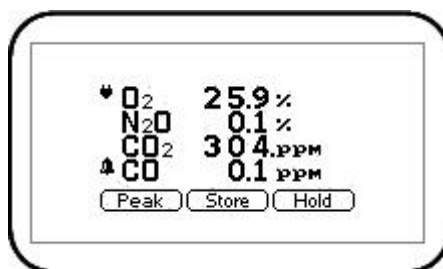 O2 25.9 %
N2O 0.1 %
CO2 304. PPM
CO 0.1 PPM
Peak Store Hold